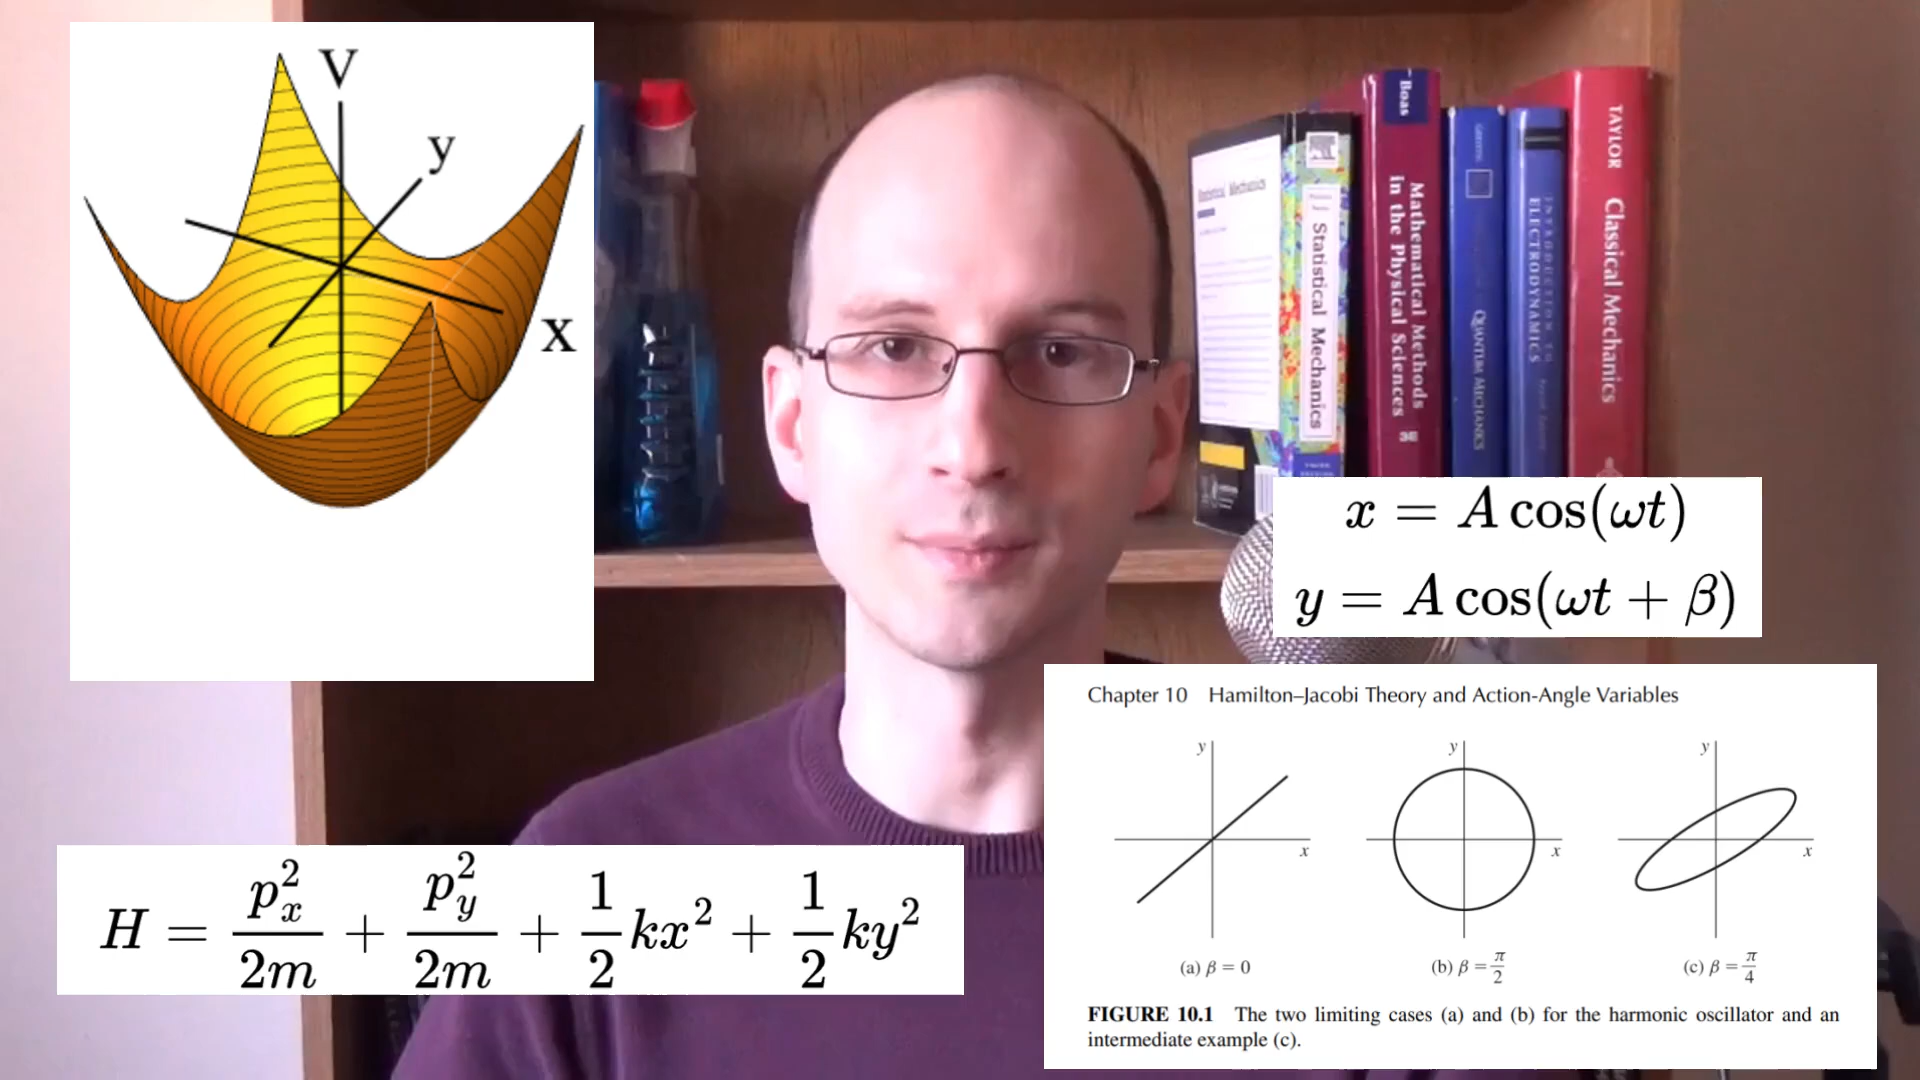 V
y
x
Boas
Mathematical Methods
in the Physical Sciences
3E
Statistical Mechanics
Statistical Mechanics
QUANTUM MECHANICS
INTRODUCTION TO
ELECTRODYNAMICS
TAYLOR Classical Mechanics
x = A cos(ωt)
y = A cos(ωt + β)
H = p_x^2/2m + p_y^2/2m + 1/2 kx^2 + 1/2 ky^2
Chapter 10 Hamilton–Jacobi Theory and Action-Angle Variables
y
x
y
x
y
x
(a) β = 0
(b) β = π/2
(c) β = π/4
FIGURE 10.1 The two limiting cases (a) and (b) for the harmonic oscillator and an
intermediate example (c).